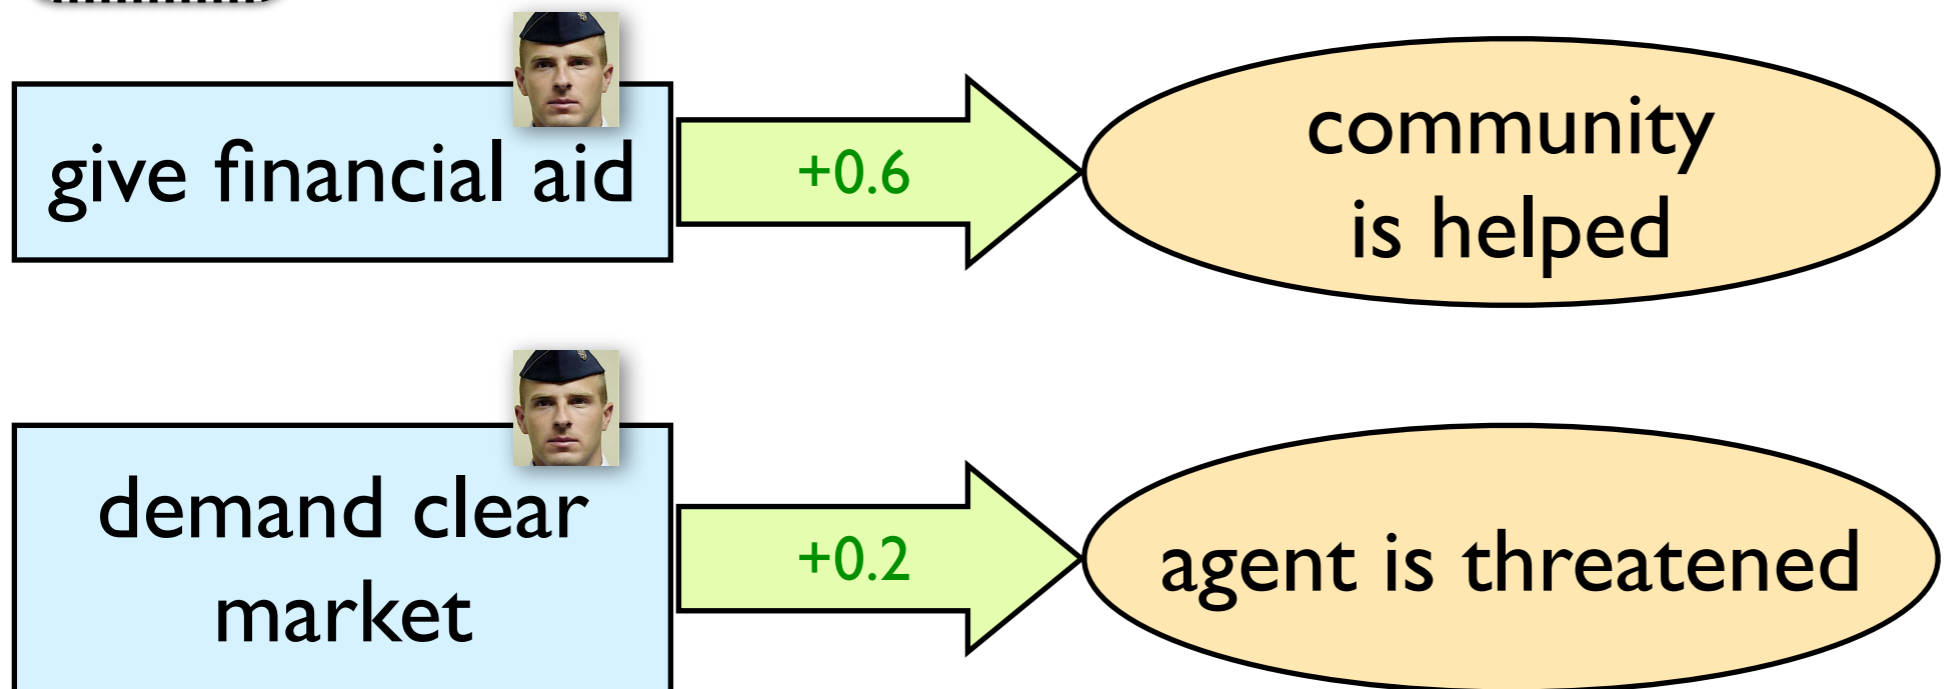 give financial aid
+0.6
community
is helped
demand clear
market
+0.2
agent is threatened